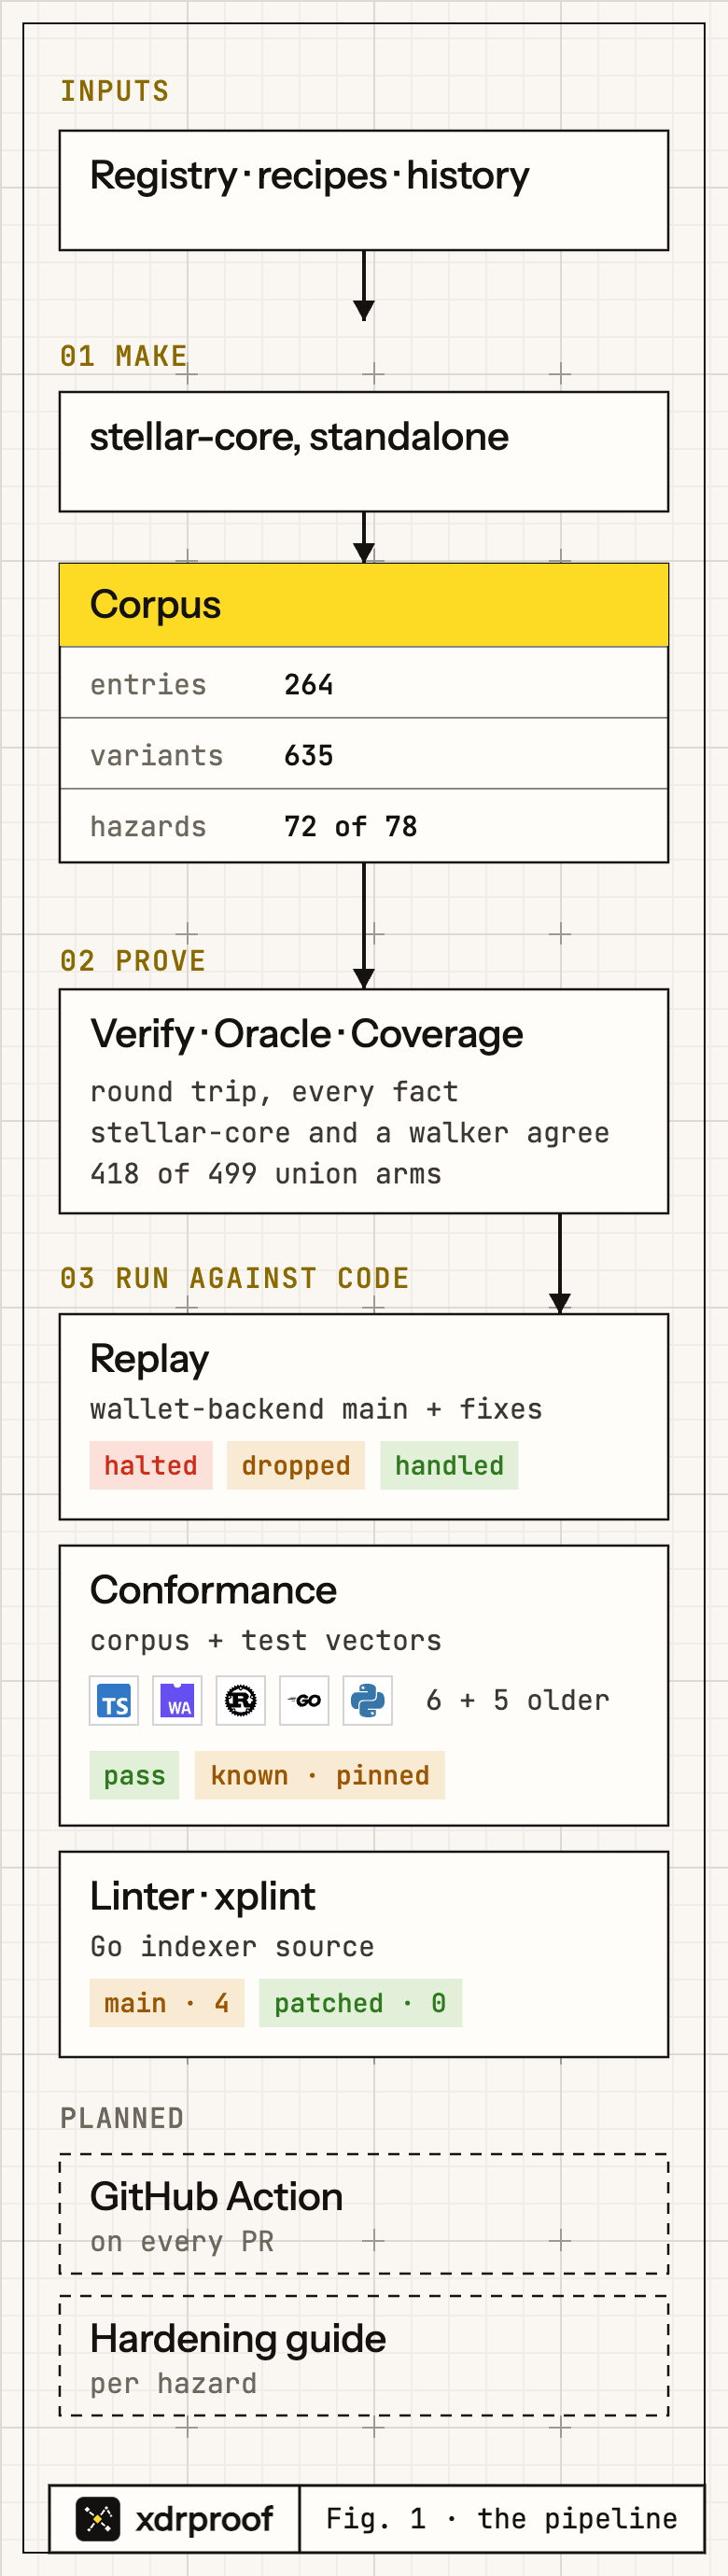 INPUTS
Registry · recipes · history
01 MAKE
stellar-core, standalone
Corpus
entries 264
variants 635
hazards 72 of 78
02 PROVE
Verify · Oracle · Coverage
round trip, every fact
stellar-core and a walker agree
418 of 499 union arms
03 RUN AGAINST CODE
Replay
wallet-backend main + fixes
halted dropped handled
Conformance
corpus + test vectors
TS WA R GO 6 + 5 older
pass known · pinned
Linter · xplint
Go indexer source
main · 4 patched · 0
PLANNED
GitHub Action
on every PR
Hardening guide
per hazard
xdrproof Fig. 1 · the pipeline